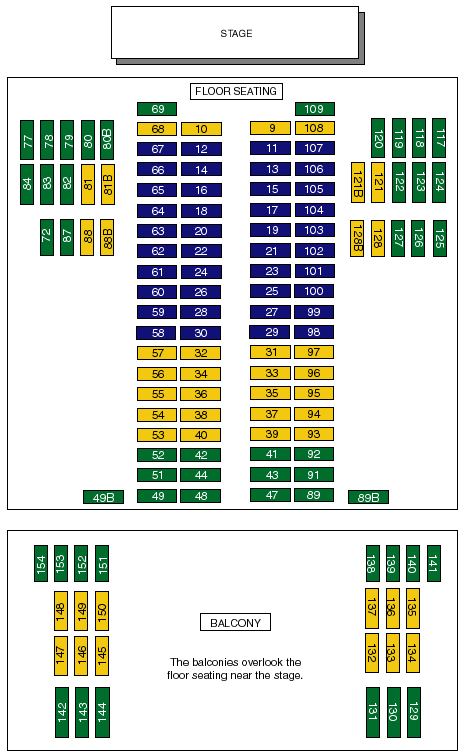 STAGE
FLOOR SEATING
69 109
68 10 9 108
67 12 11 107
66 14 13 106
65 16 15 105
64 18 17 104
63 20 19 103
62 22 21 102
61 24 23 101
60 26 25 100
59 28 27 99
58 30 29 98
57 32 31 97
56 34 33 96
55 36 35 95
54 38 37 94
53 40 39 93
52 42 41 92
51 44 43 91
49B 49 48 47 89 89B
77 78 79 80 80B
84 83 82 81 81B
72 87 88 88B
120 119 118 117
121B 121 122 123 124
128B 128 127 126 125
154 153 152 151
148 149 150
147 146 145
142 143 144
BALCONY
The balconies overlook the
floor seating near the stage.
138 139 140 141
137 136 135
132 133 134
131 130 129